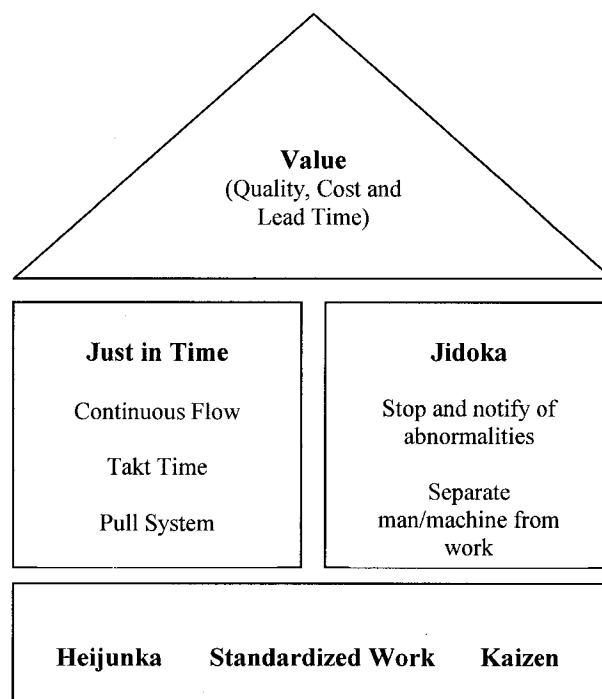 Value
(Quality, Cost and
Lead Time)
Just in Time
Continuous Flow
Takt Time
Pull System
Jidoka
Stop and notify of
abnormalities
Separate
man/machine from
work
Heijunka Standardized Work Kaizen